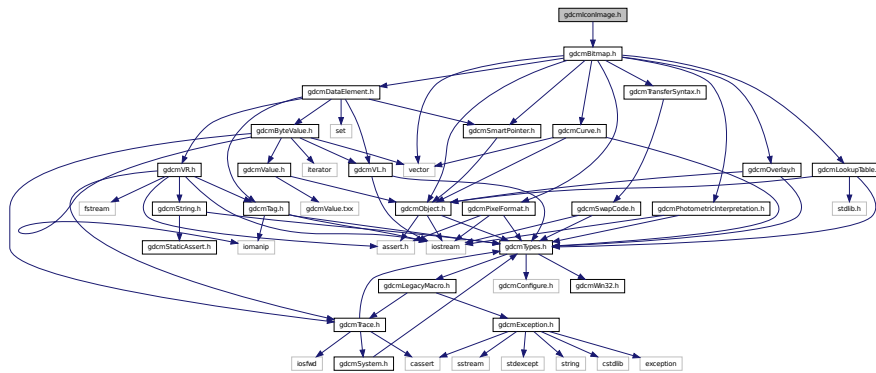 gdcmIconImage.h
gdcmBitmap.h
gdcmDataElement.h
gdcmTransferSyntax.h
gdcmByteValue.h
set
gdcmSmartPointer.h
gdcmCurve.h
gdcmVR.h
gdcmValue.h
iterator
gdcmVL.h
vector
gdcmOverlay.h
gdcmLookupTable.
fstream
gdcmString.h
gdcmTag.h
gdcmValue.txx
gdcmObject.h
gdcmPixelFormat.h
gdcmSwapCode.h
gdcmPhotometricInterpretation.h
stdlib.h
gdcmStaticAssert.h
iomanip
assert.h
iostream
gdcmTypes.h
gdcmLegacyMacro.h
gdcmConfigure.h
gdcmWin32.h
gdcmTrace.h
gdcmException.h
iosfwd
gdcmSystem.h
cassert
sstream
stdexcept
string
cstdlib
exception